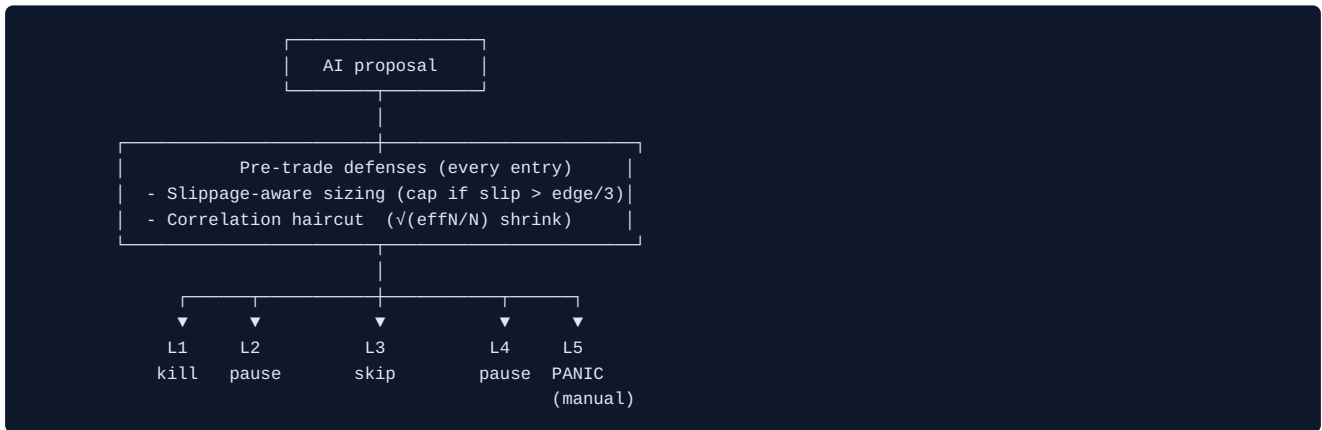 AI proposal
Pre-trade defenses (every entry)
- Slippage-aware sizing (cap if slip > edge/3)
- Correlation haircut  (√(effN/N) shrink)
L1 L2 L3 L4 L5
kill pause skip pause PANIC
(manual)